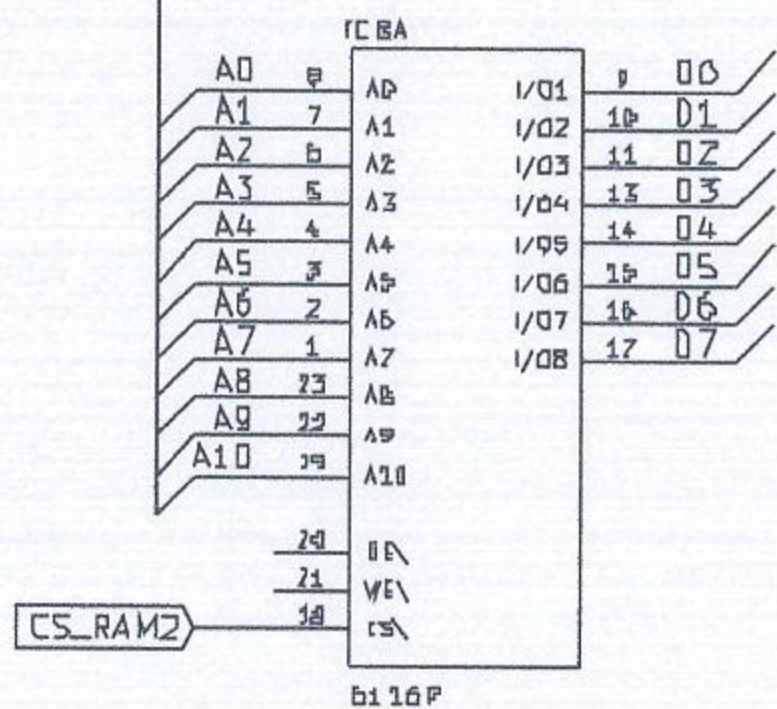 A0 8 A0 I/O1 9 D0
A1 7 A1 I/O2 10 D1
A2 6 A2 I/O3 11 D2
A3 5 A3 I/O4 13 D3
A4 4 A4 I/O5 14 D4
A5 3 A5 I/O6 15 D5
A6 2 A6 I/O7 16 D6
A7 1 A7 I/O8 17 D7
A8 23 A8
A9 22 A9
A10 19 A10
20 OE\
21 WE\
CS_RAM2 18 CS\